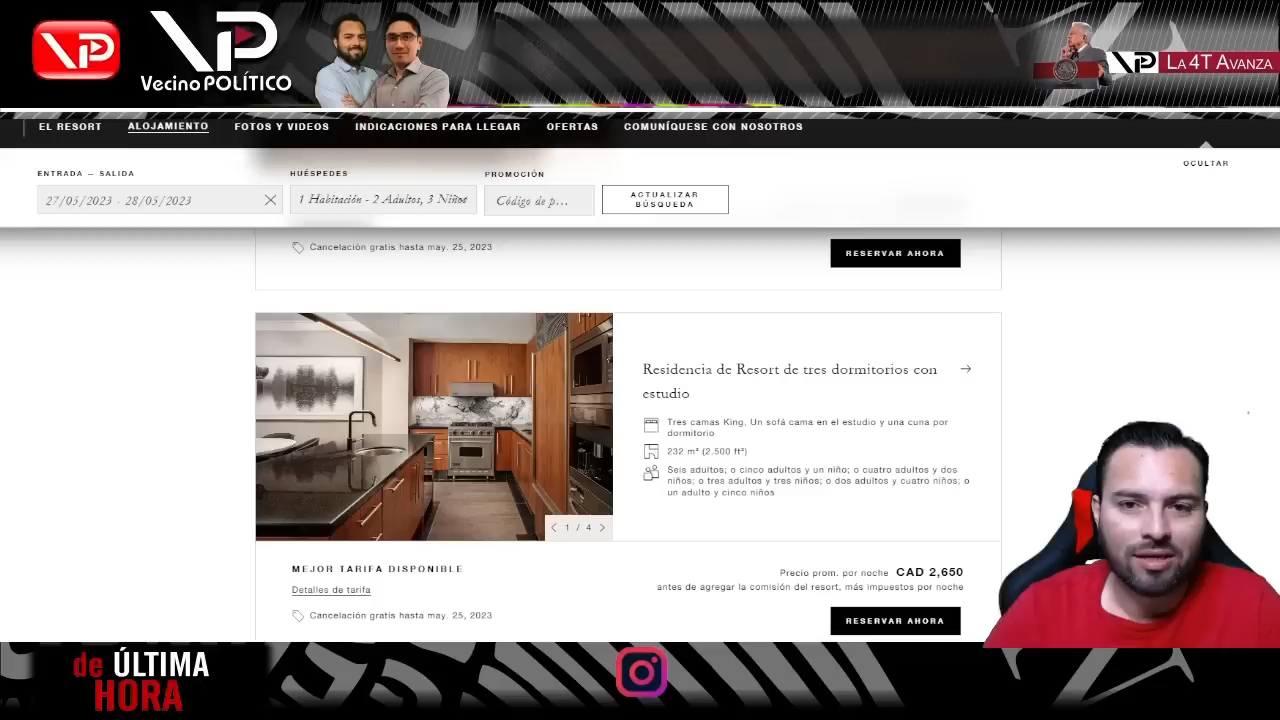 VP
VP
Vecino POLÍTICO
VP LA 4T AVANZA
EL RESORT ALOJAMIENTO FOTOS Y VIDEOS INDICACIONES PARA LLEGAR OFERTAS COMUNÍQUESE CON NOSOTROS
OCULTAR
ENTRADA — SALIDA HUÉSPEDES PROMOCIÓN
27/05/2023 - 28/05/2023 1 Habitación - 2 Adultos, 3 Niños Código de p... ACTUALIZAR
BÚSQUEDA
Cancelación gratis hasta may. 25, 2023
RESERVAR AHORA
Residencia de Resort de tres dormitorios con
estudio
Tres camas King, Un sofá cama en el estudio y una cuna por
dormitorio
232 m² (2.500 ft²)
Seis adultos; o cinco adultos y un niño; o cuatro adultos y dos
niños; o tres adultos y tres niños; o dos adultos y cuatro niños; o
un adulto y cinco niños
1 / 4
MEJOR TARIFA DISPONIBLE
Detalles de tarifa
Cancelación gratis hasta may. 25, 2023
Precio prom. por noche CAD 2,650
antes de agregar la comisión del resort, más impuestos por noche
RESERVAR AHORA
de ÚLTIMA
HORA